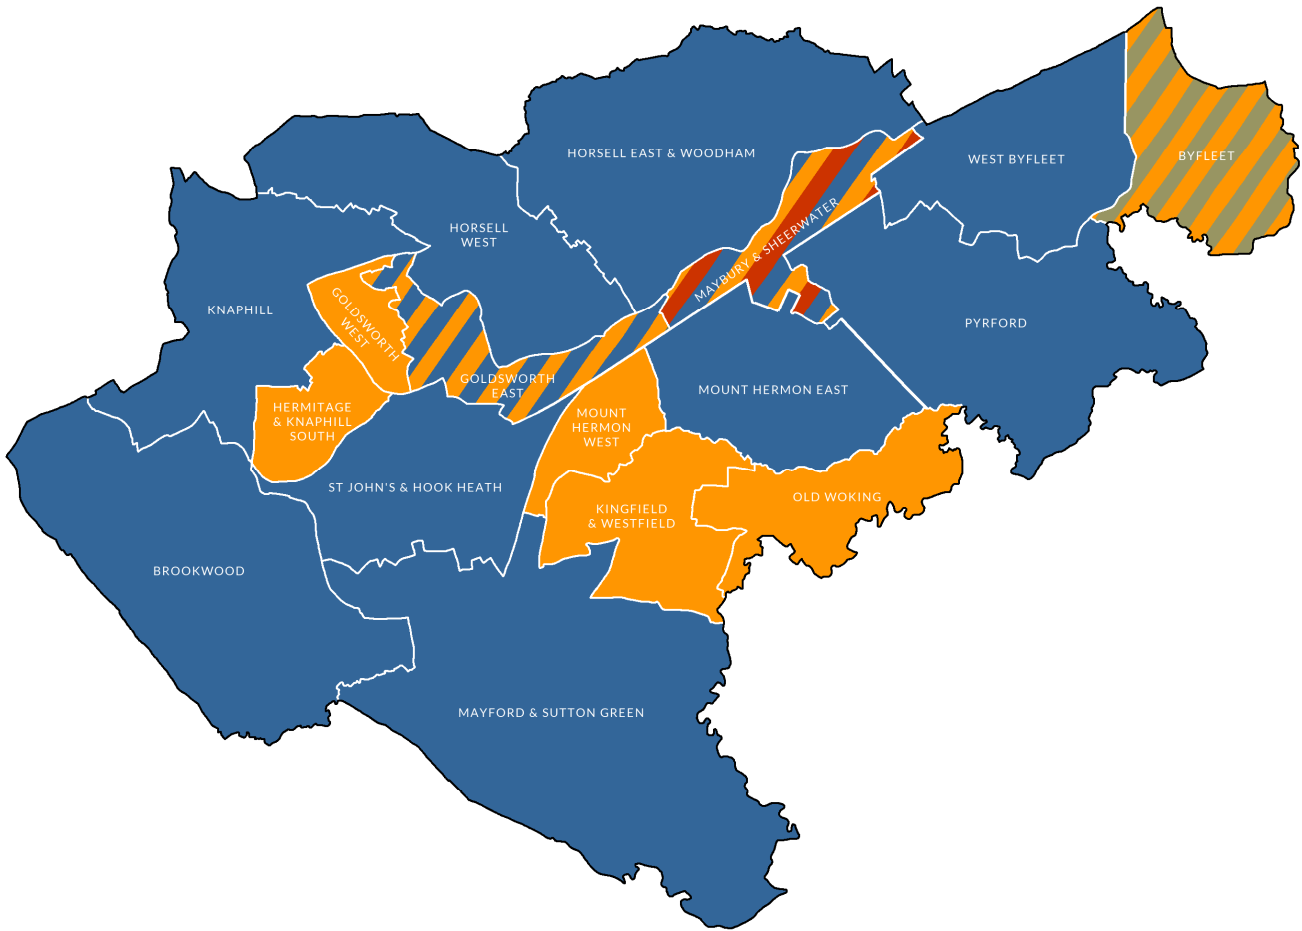 HORSELL EAST & WOODHAM
WEST BYFLEET
BYFLEET
HORSELL
WEST
MAYBURY & SHEERWATER
KNAPHILL
GOLDSWORTH
WEST
PYRFORD
GOLDSWORTH
EAST
MOUNT HERMON EAST
HERMITAGE
& KNAPHILL
SOUTH
MOUNT
HERMON
WEST
ST JOHN'S & HOOK HEATH
OLD WOKING
KINGFIELD
& WESTFIELD
BROOKWOOD
MAYFORD & SUTTON GREEN